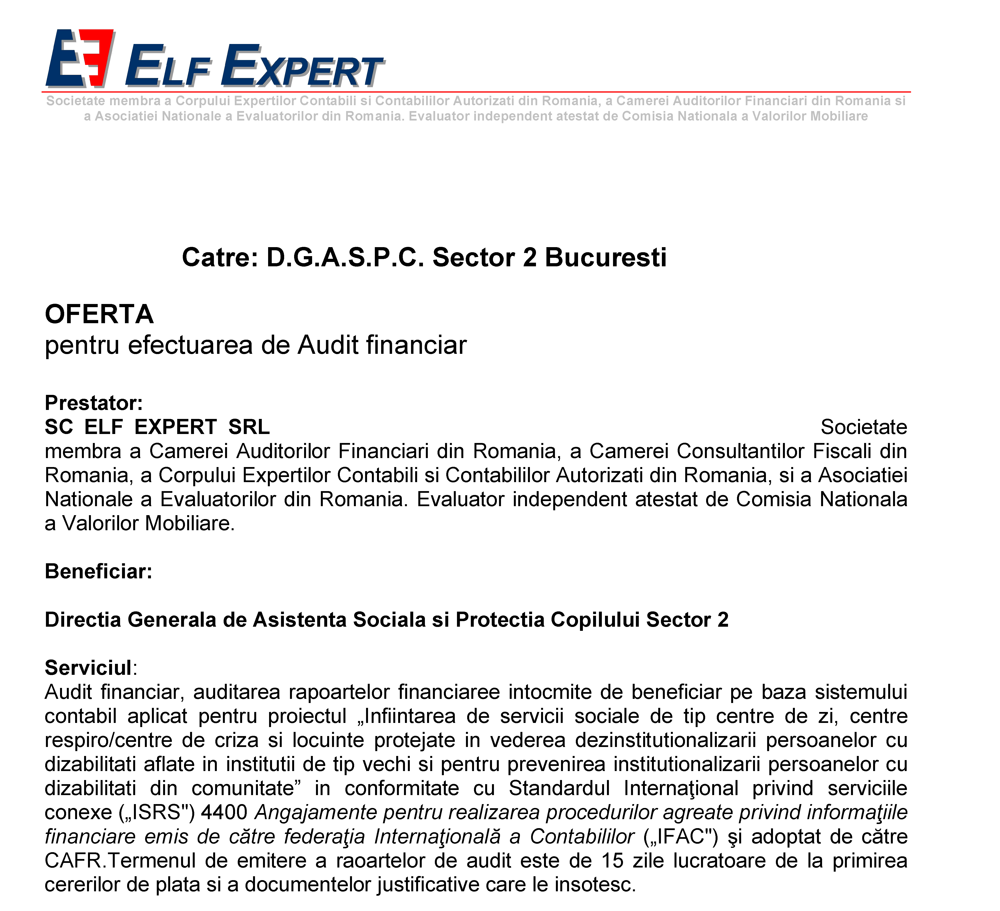 EE ELF EXPERT
Societate membra a Corpului Expertilor Contabili si Contabililor Autorizati din Romania, a Camerei Auditorilor Financiari din Romania si
a Asociatiei Nationale a Evaluatorilor din Romania. Evaluator independent atestat de Comisia Nationala a Valorilor Mobiliare
Catre: D.G.A.S.P.C. Sector 2 Bucuresti
OFERTA
pentru efectuarea de Audit financiar
Prestator:
SC ELF EXPERT SRL Societate
membra a Camerei Auditorilor Financiari din Romania, a Camerei Consultantilor Fiscali din
Romania, a Corpului Expertilor Contabili si Contabililor Autorizati din Romania, si a Asociatiei
Nationale a Evaluatorilor din Romania. Evaluator independent atestat de Comisia Nationala
a Valorilor Mobiliare.
Beneficiar:
Directia Generala de Asistenta Sociala si Protectia Copilului Sector 2
Serviciul:
Audit financiar, auditarea rapoartelor financiaree intocmite de beneficiar pe baza sistemului
contabil aplicat pentru proiectul „Infiintarea de servicii sociale de tip centre de zi, centre
respiro/centre de criza si locuinte protejate in vederea dezinstitutionalizarii persoanelor cu
dizabilitati aflate in institutii de tip vechi si pentru prevenirea institutionalizarii persoanelor cu
dizabilitati din comunitate” in conformitate cu Standardul Internaţional privind serviciile
conexe („ISRS") 4400 Angajamente pentru realizarea procedurilor agreate privind informaţiile
financiare emis de către federaţia Internaţională a Contabililor („IFAC") şi adoptat de către
CAFR.Termenul de emitere a raoartelor de audit este de 15 zile lucratoare de la primirea
cererilor de plata si a documentelor justificative care le insotesc.